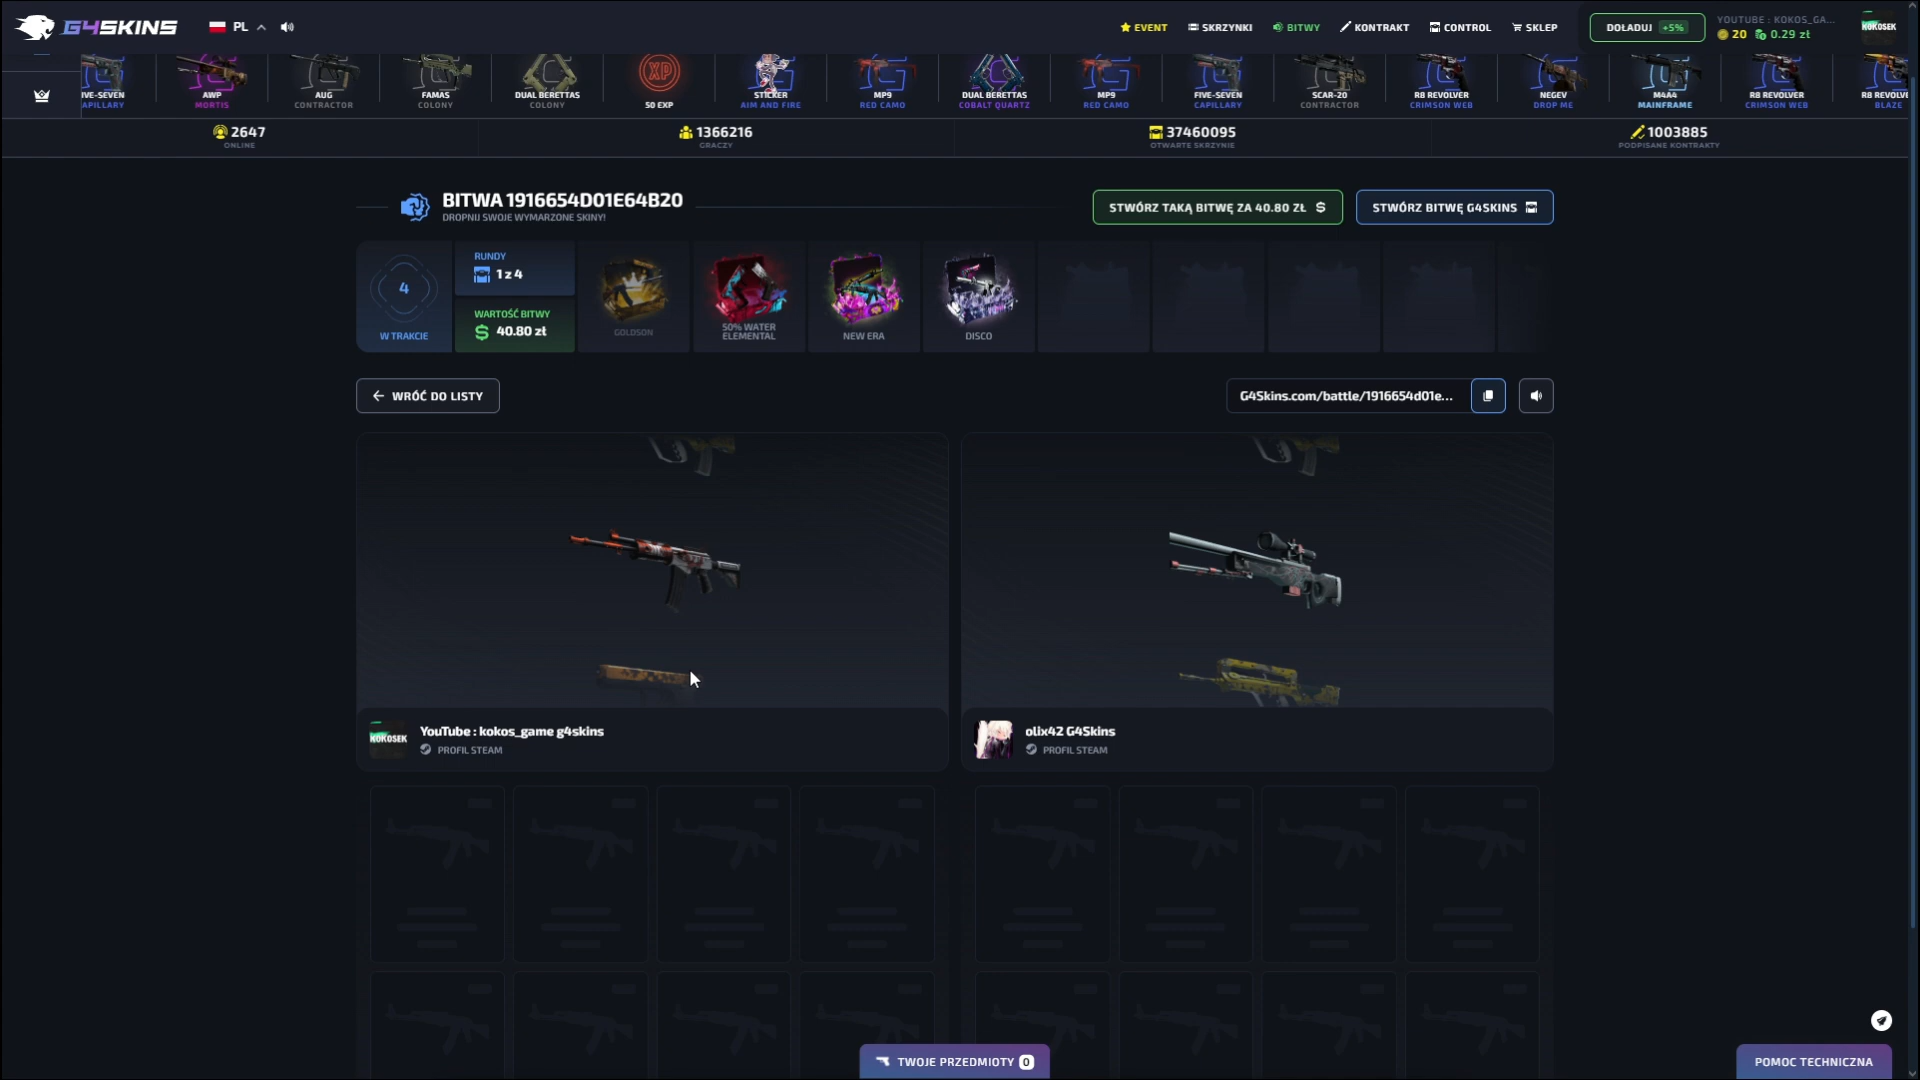 G4SKINS
PL
EVENT
SKRZYNKI
BITWY
KONTRAKT
CONTROL
SKLEP
DOŁADUJ +5%
YOUTUBE : KOKOS_GA...
20 0.29 zł
KOKOSEK
IVE-SEVEN
APILLARY
AWP
MORTIS
AUG
CONTRACTOR
FAMAS
COLONY
DUAL BERETTAS
COLONY
XP
50 EXP
STICKER
AIM AND FIRE
MP9
RED CAMO
DUAL BERETTAS
COBALT QUARTZ
MP9
RED CAMO
FIVE-SEVEN
CAPILLARY
SCAR-20
CONTRACTOR
R8 REVOLVER
CRIMSON WEB
NEGEV
DROP ME
M4A4
MAINFRAME
R8 REVOLVER
CRIMSON WEB
R8 REVOLVE
BLAZE
2647
ONLINE
1366216
GRACZY
37460095
OTWARTE SKRZYNIE
1003885
PODPISANE KONTRAKTY
BITWA 1916654D01E64B20
DROPNIJ SWOJE WYMARZONE SKINY!
STWÓRZ TAKĄ BITWĘ ZA 40.80 ZŁ $
STWÓRZ BITWĘ G4SKINS
4
W TRAKCIE
RUNDY
1 z 4
WARTOŚĆ BITWY
$ 40.80 zł
GOLDSON
50% WATER
ELEMENTAL
NEW ERA
DISCO
WRÓĆ DO LISTY
G4Skins.com/battle/1916654d01e...
KOKOSEK
YouTube : kokos_game g4skins
PROFIL STEAM
olix42 G4Skins
PROFIL STEAM
TWOJE PRZEDMIOTY 0
POMOC TECHNICZNA